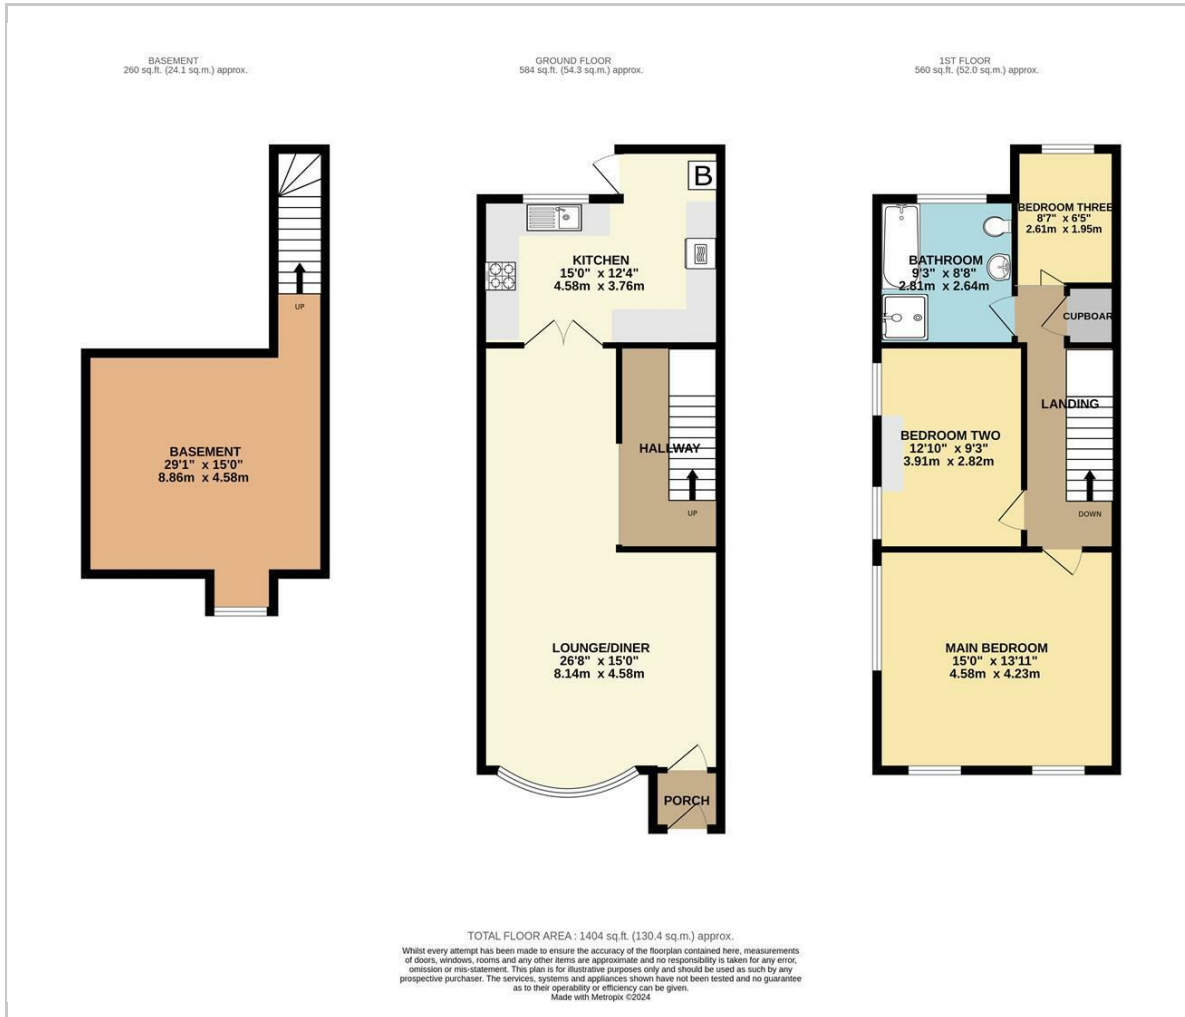 BASEMENT
260 sq.ft. (24.1 sq.m.) approx.
GROUND FLOOR
584 sq.ft. (54.3 sq.m.) approx.
1ST FLOOR
560 sq.ft. (52.0 sq.m.) approx.
UP
BASEMENT
29'1" x 15'0"
8.86m x 4.58m
B
KITCHEN
15'0" x 12'4"
4.58m x 3.76m
HALLWAY
UP
LOUNGE/DINER
26'8" x 15'0"
8.14m x 4.58m
PORCH
BEDROOM THREE
8'7" x 6'5"
2.61m x 1.95m
BATHROOM
9'3" x 8'8"
2.81m x 2.64m
CUPBOAR
LANDING
BEDROOM TWO
12'10" x 9'3"
3.91m x 2.82m
DOWN
MAIN BEDROOM
15'0" x 13'11"
4.58m x 4.23m
TOTAL FLOOR AREA : 1404 sq.ft. (130.4 sq.m.) approx.
Whilst every attempt has been made to ensure the accuracy of the floorplan contained here, measurements
of doors, windows, rooms and any other items are approximate and no responsibility is taken for any error,
omission or mis-statement. This plan is for illustrative purposes only and should be used as such by any
prospective purchaser. The services, systems and appliances shown have not been tested and no guarantee
as to their operability or efficiency can be given.
Made with Metropix ©2024